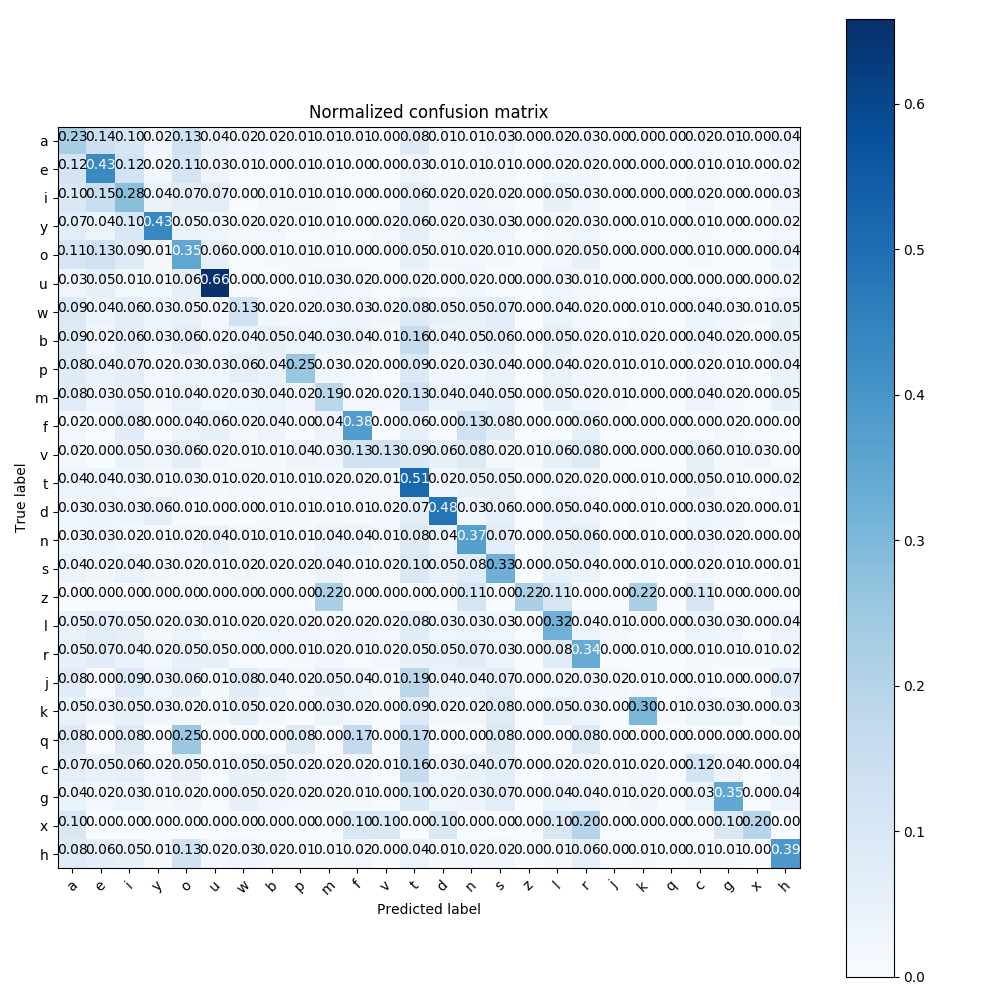 Normalized confusion matrix
a 0.23 0.14 0.10 0.02 0.13 0.04 0.02 0.02 0.01 0.01 0.01 0.00 0.08 0.01 0.01 0.03 0.00 0.02 0.03 0.00 0.00 0.00 0.02 0.01 0.00 0.04
e 0.12 0.43 0.12 0.02 0.11 0.03 0.01 0.00 0.01 0.01 0.00 0.00 0.03 0.01 0.01 0.01 0.00 0.02 0.02 0.00 0.00 0.00 0.01 0.01 0.00 0.02
i 0.10 0.15 0.28 0.04 0.07 0.07 0.00 0.01 0.01 0.01 0.00 0.00 0.06 0.02 0.02 0.01 0.00 0.05 0.03 0.00 0.01 0.00 0.02 0.00 0.00 0.03
y 0.07 0.04 0.10 0.43 0.05 0.03 0.02 0.02 0.01 0.01 0.00 0.02 0.06 0.02 0.03 0.03 0.00 0.02 0.03 0.00 0.01 0.00 0.01 0.00 0.00 0.02
o 0.11 0.13 0.09 0.01 0.35 0.06 0.00 0.01 0.01 0.01 0.00 0.00 0.05 0.01 0.02 0.01 0.00 0.02 0.05 0.00 0.01 0.00 0.02 0.01 0.00 0.04
u 0.03 0.05 0.01 0.01 0.06 0.66 0.00 0.00 0.01 0.03 0.02 0.00 0.02 0.00 0.02 0.00 0.00 0.03 0.01 0.00 0.00 0.00 0.00 0.00 0.00 0.02
w 0.09 0.04 0.06 0.03 0.05 0.02 0.13 0.02 0.02 0.03 0.03 0.02 0.08 0.05 0.05 0.07 0.00 0.04 0.02 0.00 0.02 0.00 0.04 0.03 0.01 0.05
b 0.09 0.02 0.06 0.03 0.06 0.02 0.04 0.05 0.04 0.03 0.04 0.01 0.16 0.04 0.05 0.06 0.00 0.05 0.02 0.01 0.02 0.00 0.03 0.02 0.00 0.05
p 0.08 0.04 0.07 0.02 0.03 0.03 0.06 0.04 0.25 0.03 0.02 0.00 0.09 0.02 0.03 0.04 0.00 0.04 0.02 0.00 0.01 0.00 0.04 0.02 0.00 0.04
m 0.08 0.03 0.05 0.01 0.04 0.02 0.03 0.04 0.02 0.19 0.04 0.00 0.13 0.04 0.04 0.05 0.00 0.05 0.02 0.01 0.01 0.00 0.04 0.02 0.00 0.05
f 0.02 0.00 0.08 0.00 0.04 0.06 0.02 0.04 0.00 0.04 0.38 0.00 0.06 0.00 0.13 0.08 0.00 0.00 0.06 0.00 0.00 0.00 0.02 0.00 0.00 0.00
v 0.02 0.00 0.05 0.03 0.06 0.02 0.01 0.01 0.04 0.03 0.13 0.13 0.09 0.06 0.08 0.02 0.01 0.06 0.08 0.00 0.00 0.00 0.06 0.01 0.03 0.00
t 0.04 0.04 0.03 0.01 0.03 0.01 0.02 0.01 0.01 0.02 0.02 0.01 0.51 0.02 0.05 0.05 0.00 0.02 0.02 0.00 0.01 0.00 0.05 0.01 0.00 0.02
d 0.03 0.03 0.03 0.06 0.01 0.00 0.00 0.02 0.01 0.01 0.01 0.02 0.07 0.48 0.03 0.06 0.00 0.05 0.04 0.00 0.00 0.00 0.03 0.02 0.00 0.01
n 0.03 0.03 0.02 0.01 0.02 0.04 0.01 0.01 0.00 0.04 0.04 0.01 0.08 0.04 0.37 0.07 0.00 0.05 0.06 0.00 0.01 0.00 0.03 0.02 0.00 0.00
s 0.04 0.02 0.04 0.03 0.02 0.01 0.02 0.02 0.02 0.04 0.01 0.02 0.10 0.05 0.08 0.33 0.00 0.05 0.04 0.00 0.01 0.00 0.02 0.01 0.00 0.01
z 0.00 0.00 0.00 0.00 0.00 0.00 0.00 0.00 0.00 0.22 0.00 0.00 0.00 0.00 0.11 0.00 0.22 0.11 0.00 0.00 0.22 0.00 0.11 0.00 0.00 0.00
l 0.05 0.07 0.05 0.02 0.03 0.01 0.02 0.02 0.02 0.02 0.02 0.00 0.08 0.03 0.03 0.03 0.00 0.32 0.04 0.01 0.00 0.00 0.03 0.03 0.00 0.04
r 0.05 0.07 0.04 0.02 0.05 0.05 0.00 0.00 0.01 0.02 0.01 0.02 0.05 0.05 0.07 0.03 0.00 0.08 0.34 0.00 0.01 0.00 0.01 0.01 0.01 0.02
j 0.08 0.00 0.09 0.03 0.06 0.01 0.08 0.04 0.02 0.05 0.04 0.01 0.19 0.04 0.04 0.07 0.00 0.02 0.03 0.02 0.01 0.00 0.04 0.01 0.00 0.07
k 0.05 0.03 0.05 0.03 0.02 0.01 0.05 0.02 0.00 0.03 0.02 0.00 0.09 0.02 0.02 0.08 0.00 0.05 0.03 0.00 0.30 0.01 0.03 0.03 0.00 0.03
q 0.08 0.00 0.08 0.00 0.25 0.00 0.00 0.00 0.08 0.00 0.17 0.00 0.17 0.00 0.00 0.08 0.00 0.00 0.08 0.00 0.00 0.00 0.00 0.00 0.00 0.00
c 0.07 0.05 0.06 0.02 0.05 0.01 0.05 0.05 0.02 0.02 0.02 0.01 0.16 0.03 0.04 0.07 0.00 0.02 0.02 0.01 0.02 0.00 0.12 0.04 0.00 0.04
g 0.04 0.02 0.03 0.01 0.02 0.00 0.05 0.02 0.01 0.02 0.01 0.00 0.10 0.02 0.03 0.07 0.00 0.04 0.04 0.01 0.02 0.00 0.03 0.35 0.00 0.04
x 0.10 0.00 0.00 0.00 0.00 0.00 0.00 0.00 0.00 0.00 0.10 0.10 0.00 0.10 0.00 0.00 0.00 0.10 0.20 0.00 0.00 0.00 0.00 0.10 0.20 0.00
h 0.08 0.06 0.05 0.01 0.13 0.02 0.03 0.02 0.01 0.01 0.02 0.00 0.04 0.01 0.02 0.02 0.00 0.01 0.06 0.00 0.01 0.00 0.01 0.01 0.00 0.39
a e i y o u w b p m f v t d n s z l r j k q c g x h
True label
Predicted label
0.6
0.5
0.4
0.3
0.2
0.1
0.0